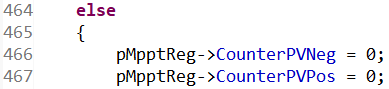 464 else
465 {
466 pMpptReg->CounterPVNeg = 0;
467 pMpptReg->CounterPVPos = 0;